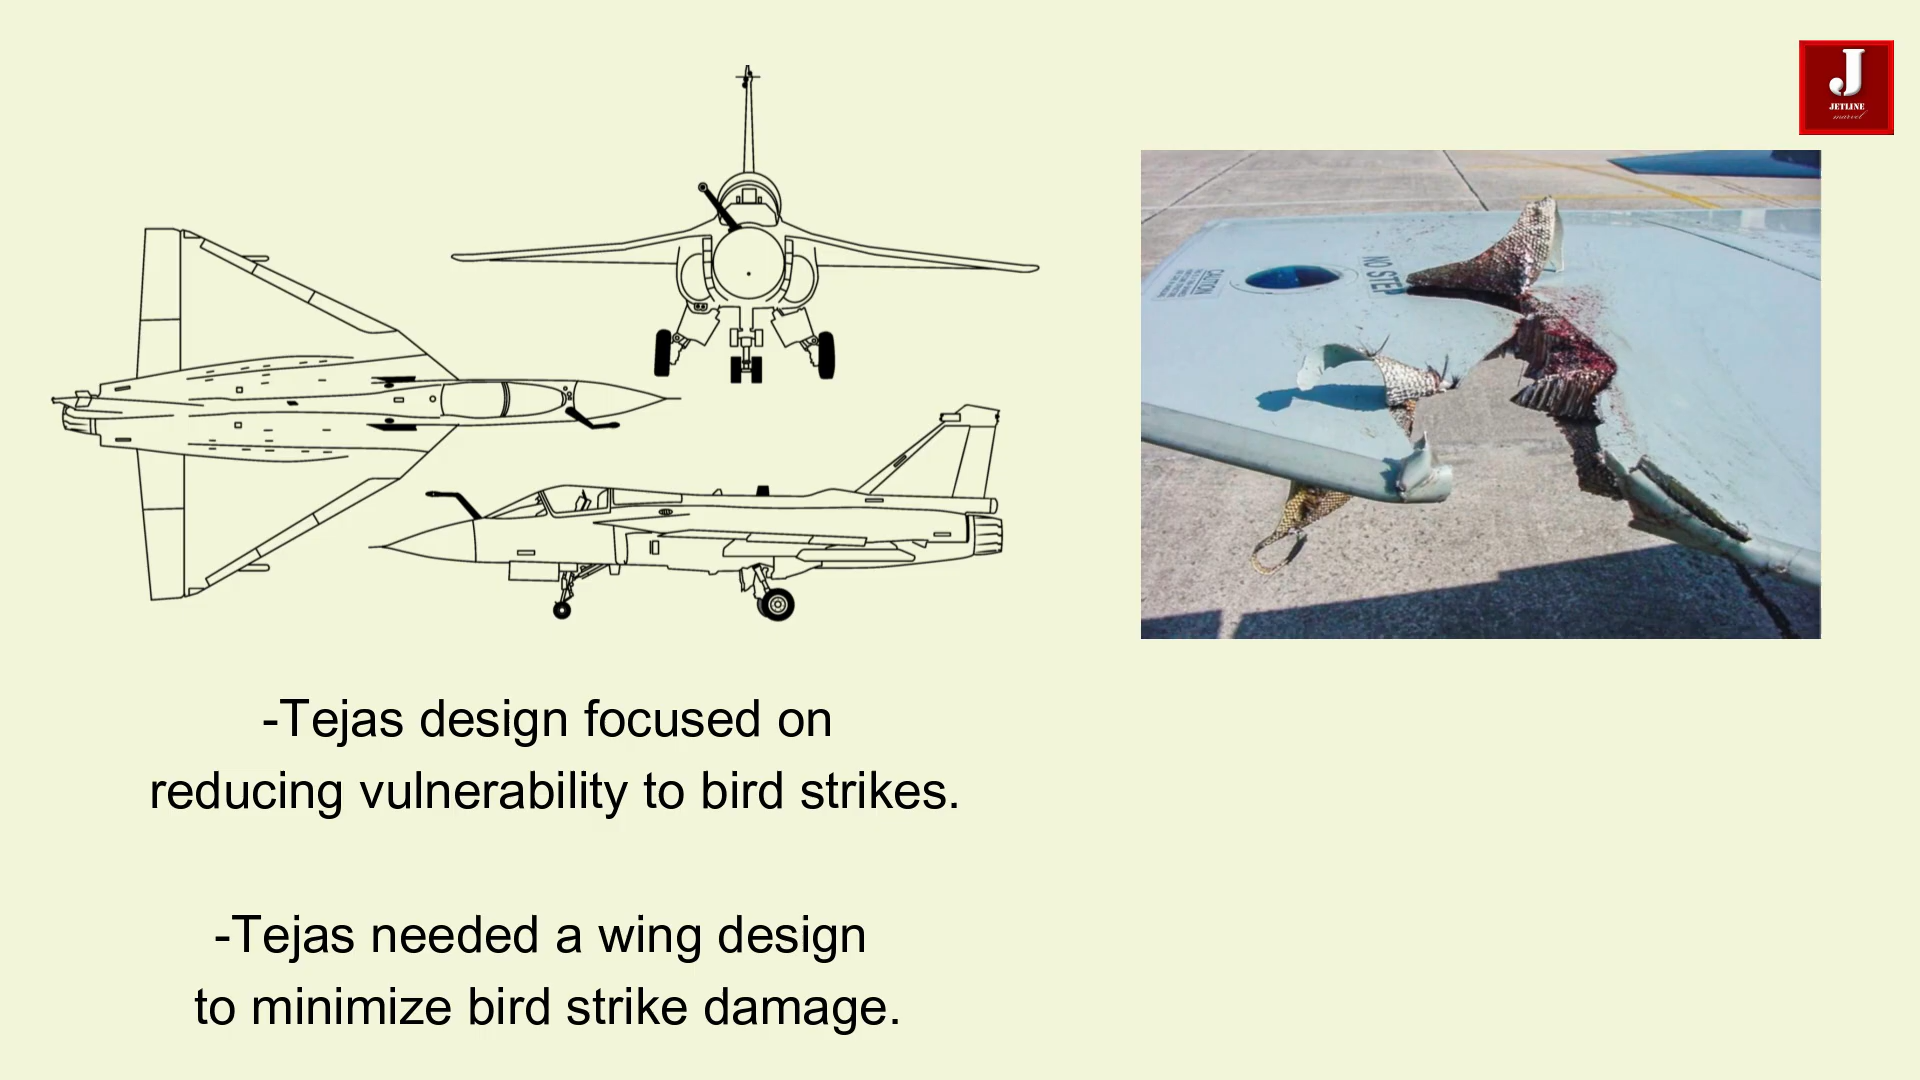 J
JETLINE
marvel
NO STEP
CAUTION
-Tejas design focused on
reducing vulnerability to bird strikes.
-Tejas needed a wing design
to minimize bird strike damage.